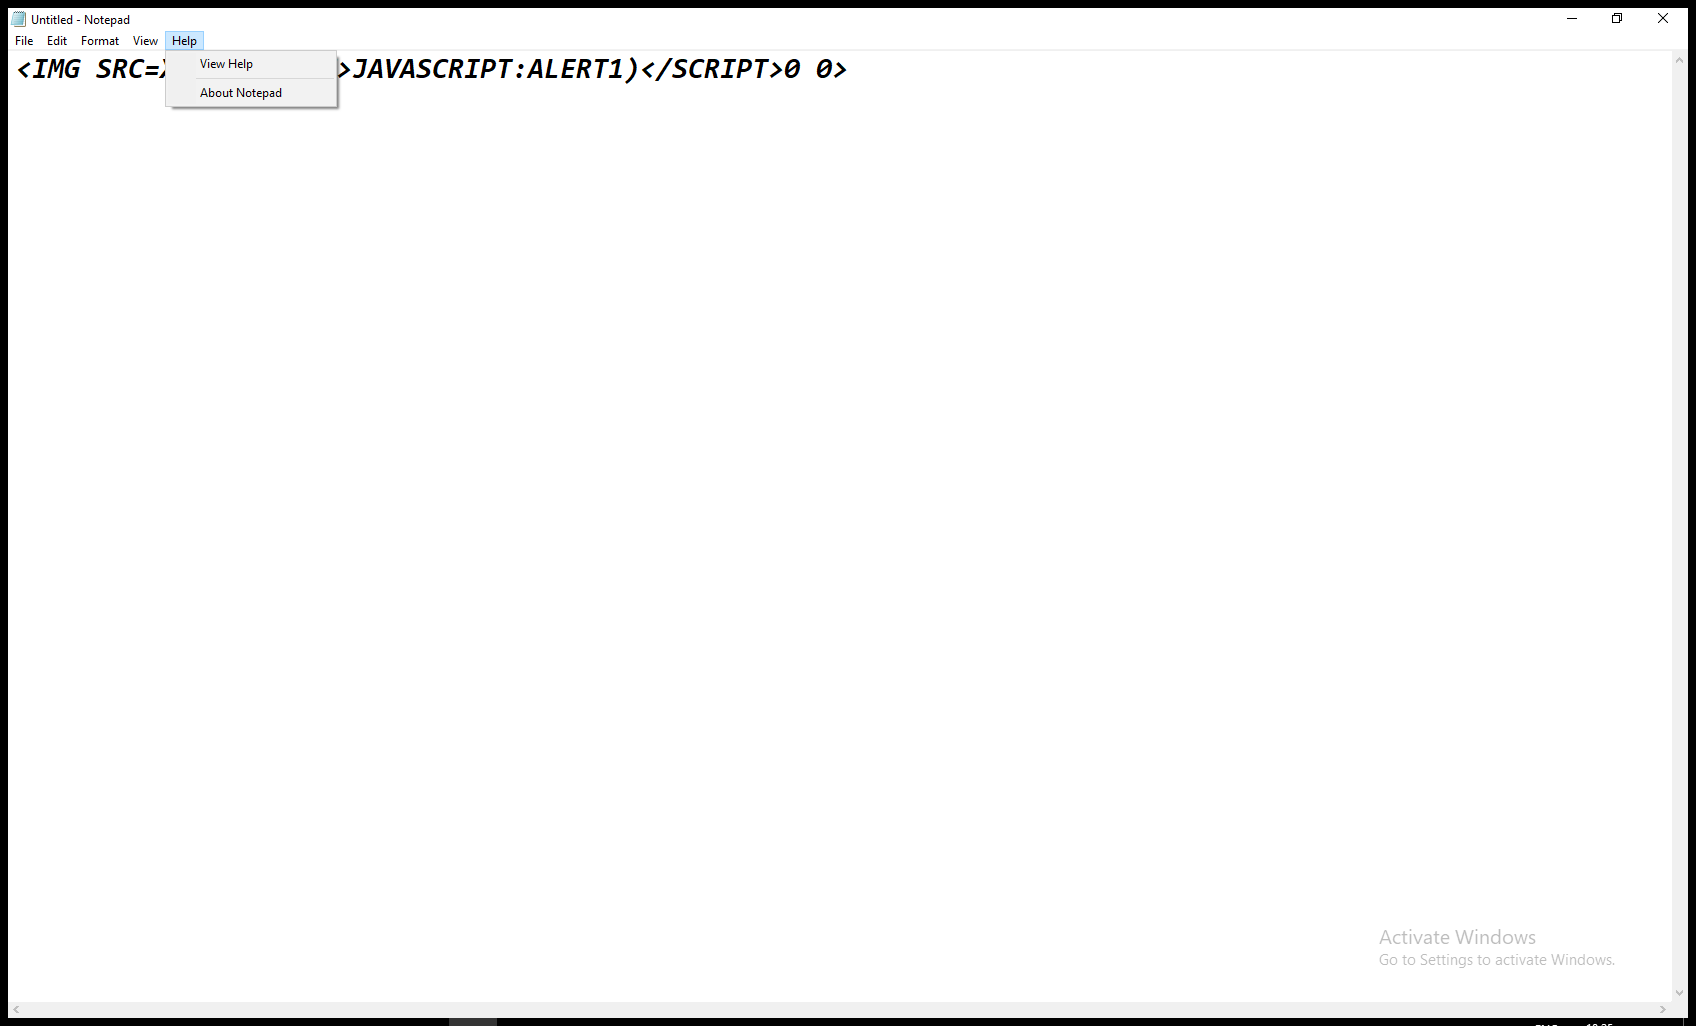 Untitled - Notepad
File Edit Format View Help
<IMG SRC= >JAVASCRIPT:ALERT1)</SCRIPT>0 0>
View Help
About Notepad
Activate Windows
Go to Settings to activate Windows.